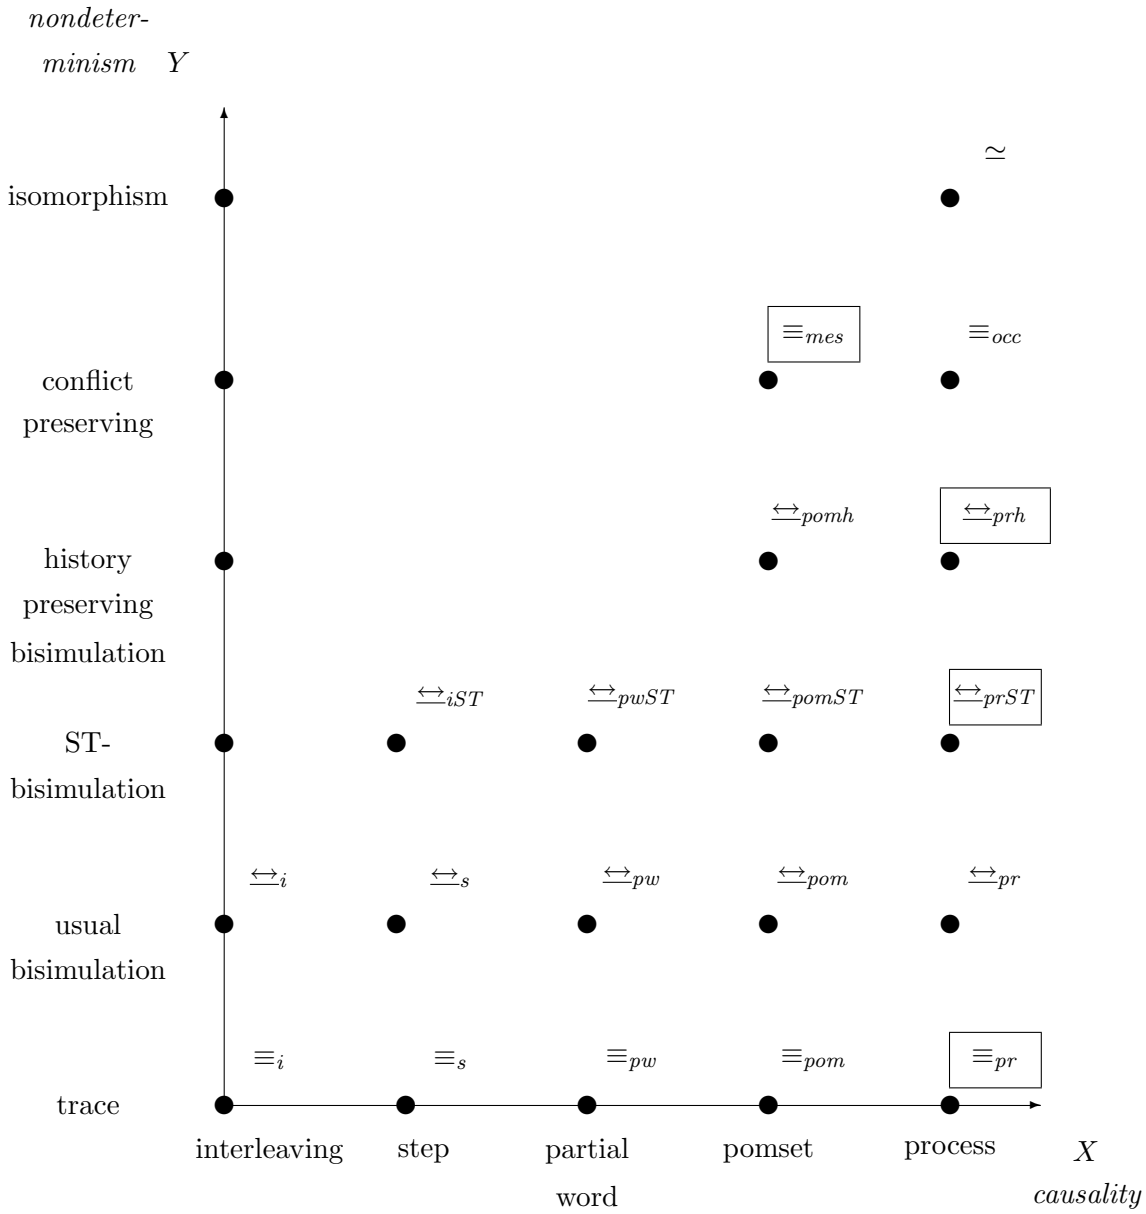 nondeter-
minism Y
≃
isomorphism
≡mes ≡occ
conflict
preserving
↔pomh ↔prh
history
preserving
bisimulation
↔iST ↔pwST ↔pomST ↔prST
ST-
bisimulation
↔i ↔s ↔pw ↔pom ↔pr
usual
bisimulation
≡i ≡s ≡pw ≡pom ≡pr
trace
interleaving step partial pomset process X
word causality